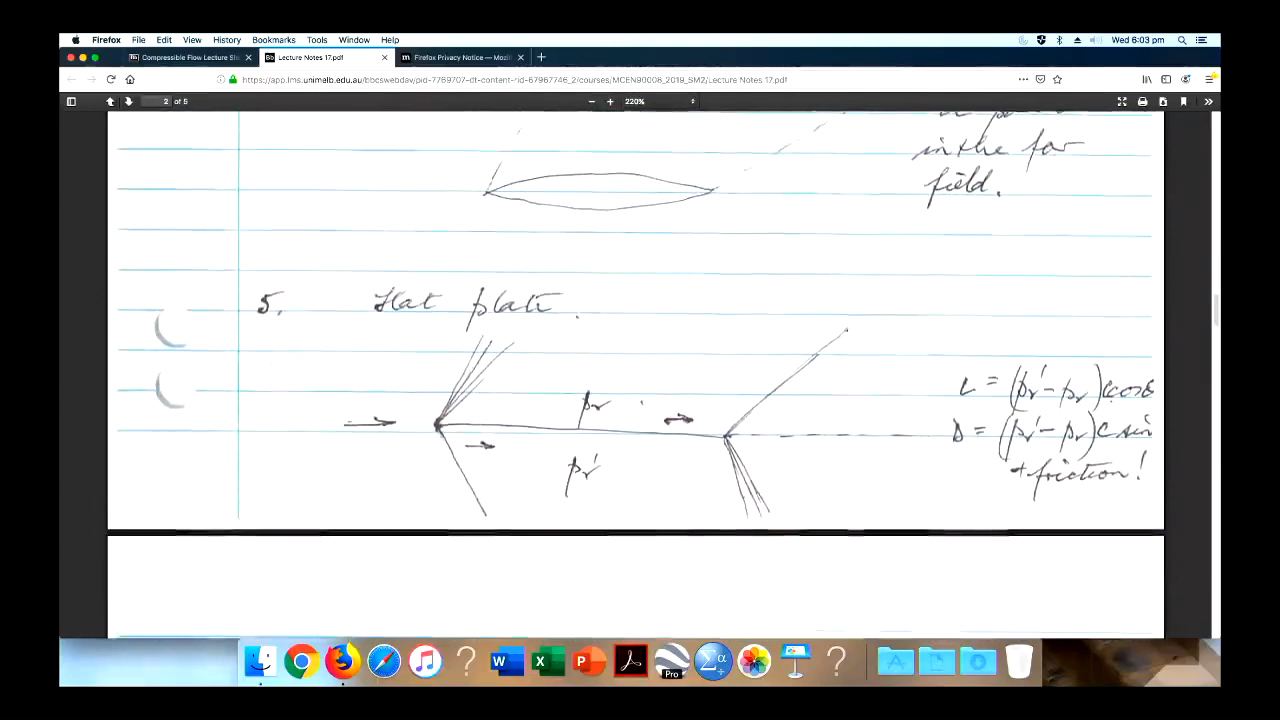 Firefox File Edit View History Bookmarks Tools Window Help
Wed 6:03 pm
Compressible Flow Lecture Sli
Lecture Notes 17.pdf
Firefox Privacy Notice — Mozil
https://app.lms.unimelb.edu.au/bbcswebdav/pid-7769707-dt-content-rid-67967746_2/courses/MCEN90008_2019_SM2/Lecture Notes 17.pdf
2 of 5
220%
in the far
field.
5. Flat plate.
L = (pr' - pr) c cos
D = (pr' - pr) c sin
+ friction!
pr
pr'
W X P Pro Σα